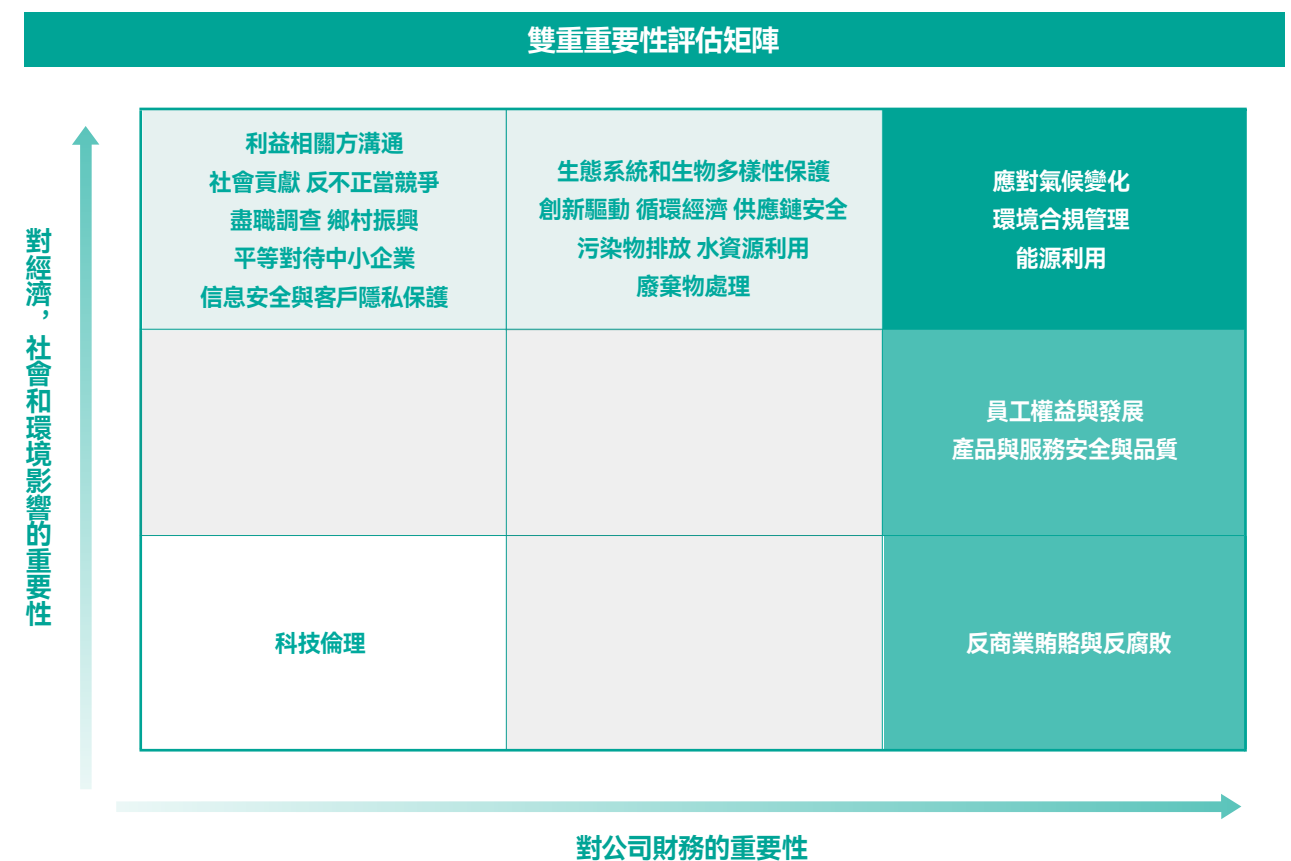 雙重重要性評估矩陣
對經濟，社會和環境影響的重要性
利益相關方溝通
社會貢獻 反不正當競爭
盡職調查 鄉村振興
平等對待中小企業
信息安全與客戶隱私保護
生態系統和生物多樣性保護
創新驅動 循環經濟 供應鏈安全
污染物排放 水資源利用
廢棄物處理
應對氣候變化
環境合規管理
能源利用
員工權益與發展
產品與服務安全與品質
科技倫理
反商業賄賂與反腐敗
對公司財務的重要性